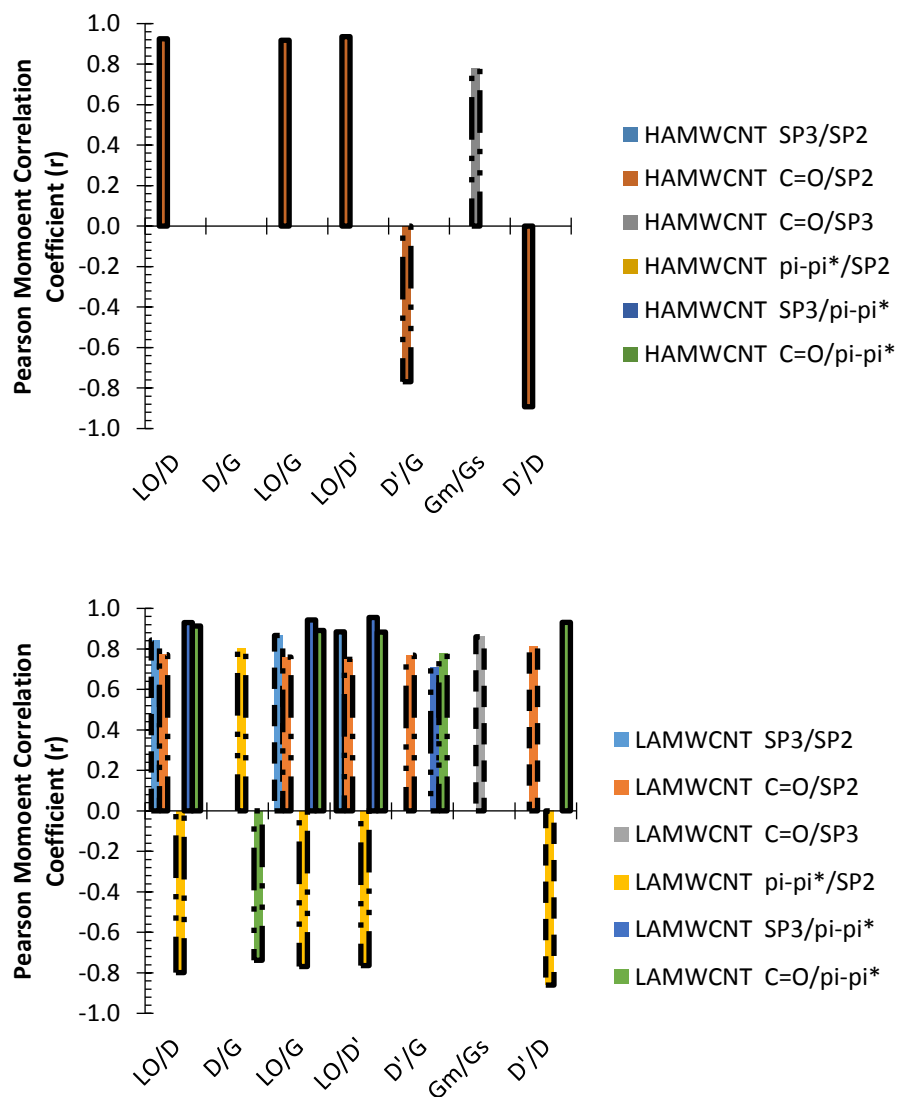 Pearson Momoent Correlation
Coefficient (r)
1.0
0.8
0.6
0.4
0.2
0.0
-0.2
-0.4
-0.6
-0.8
-1.0
LO/D
D/G
LO/G
LO/D'
D'/G
Gm/Gs
D'/D
HAMWCNT SP3/SP2
HAMWCNT C=O/SP2
HAMWCNT C=O/SP3
HAMWCNT pi-pi*/SP2
HAMWCNT SP3/pi-pi*
HAMWCNT C=O/pi-pi*
Pearson Momoent Correlation
Coefficient (r)
1.0
0.8
0.6
0.4
0.2
0.0
-0.2
-0.4
-0.6
-0.8
-1.0
LO/D
D/G
LO/G
LO/D'
D'/G
Gm/Gs
D'/D
LAMWCNT SP3/SP2
LAMWCNT C=O/SP2
LAMWCNT C=O/SP3
LAMWCNT pi-pi*/SP2
LAMWCNT SP3/pi-pi*
LAMWCNT C=O/pi-pi*